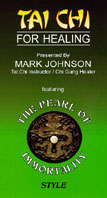 TAI CHI
FOR HEALING
Presented By
MARK JOHNSON
Tai Chi Instructor / Chi Gung Healer
featuring
THE PEARL OF
IMMORTALITY
STYLE